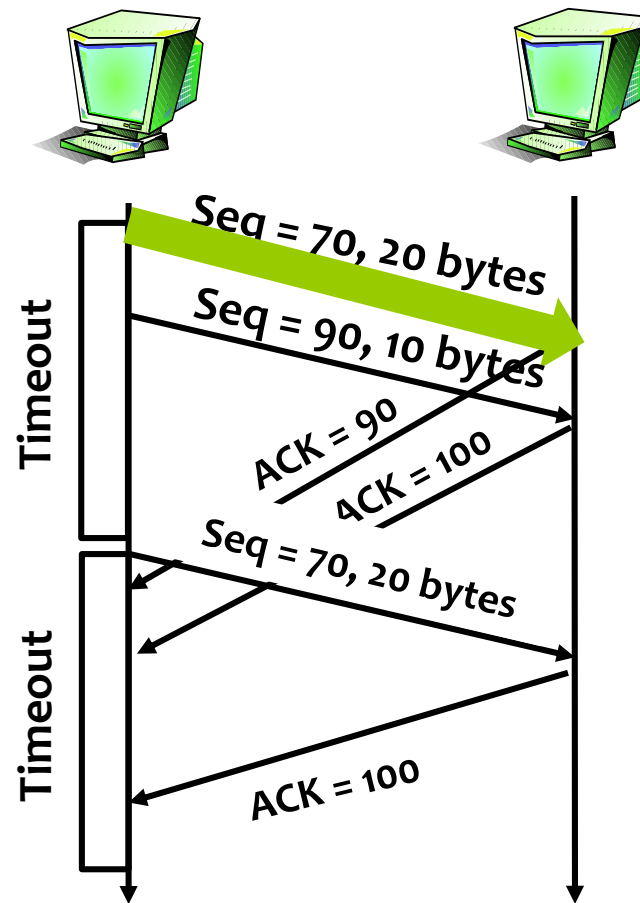 Seq = 70, 20 bytes
Seq = 90, 10 bytes
Timeout
ACK = 90
ACK = 100
Seq = 70, 20 bytes
Timeout
ACK = 100